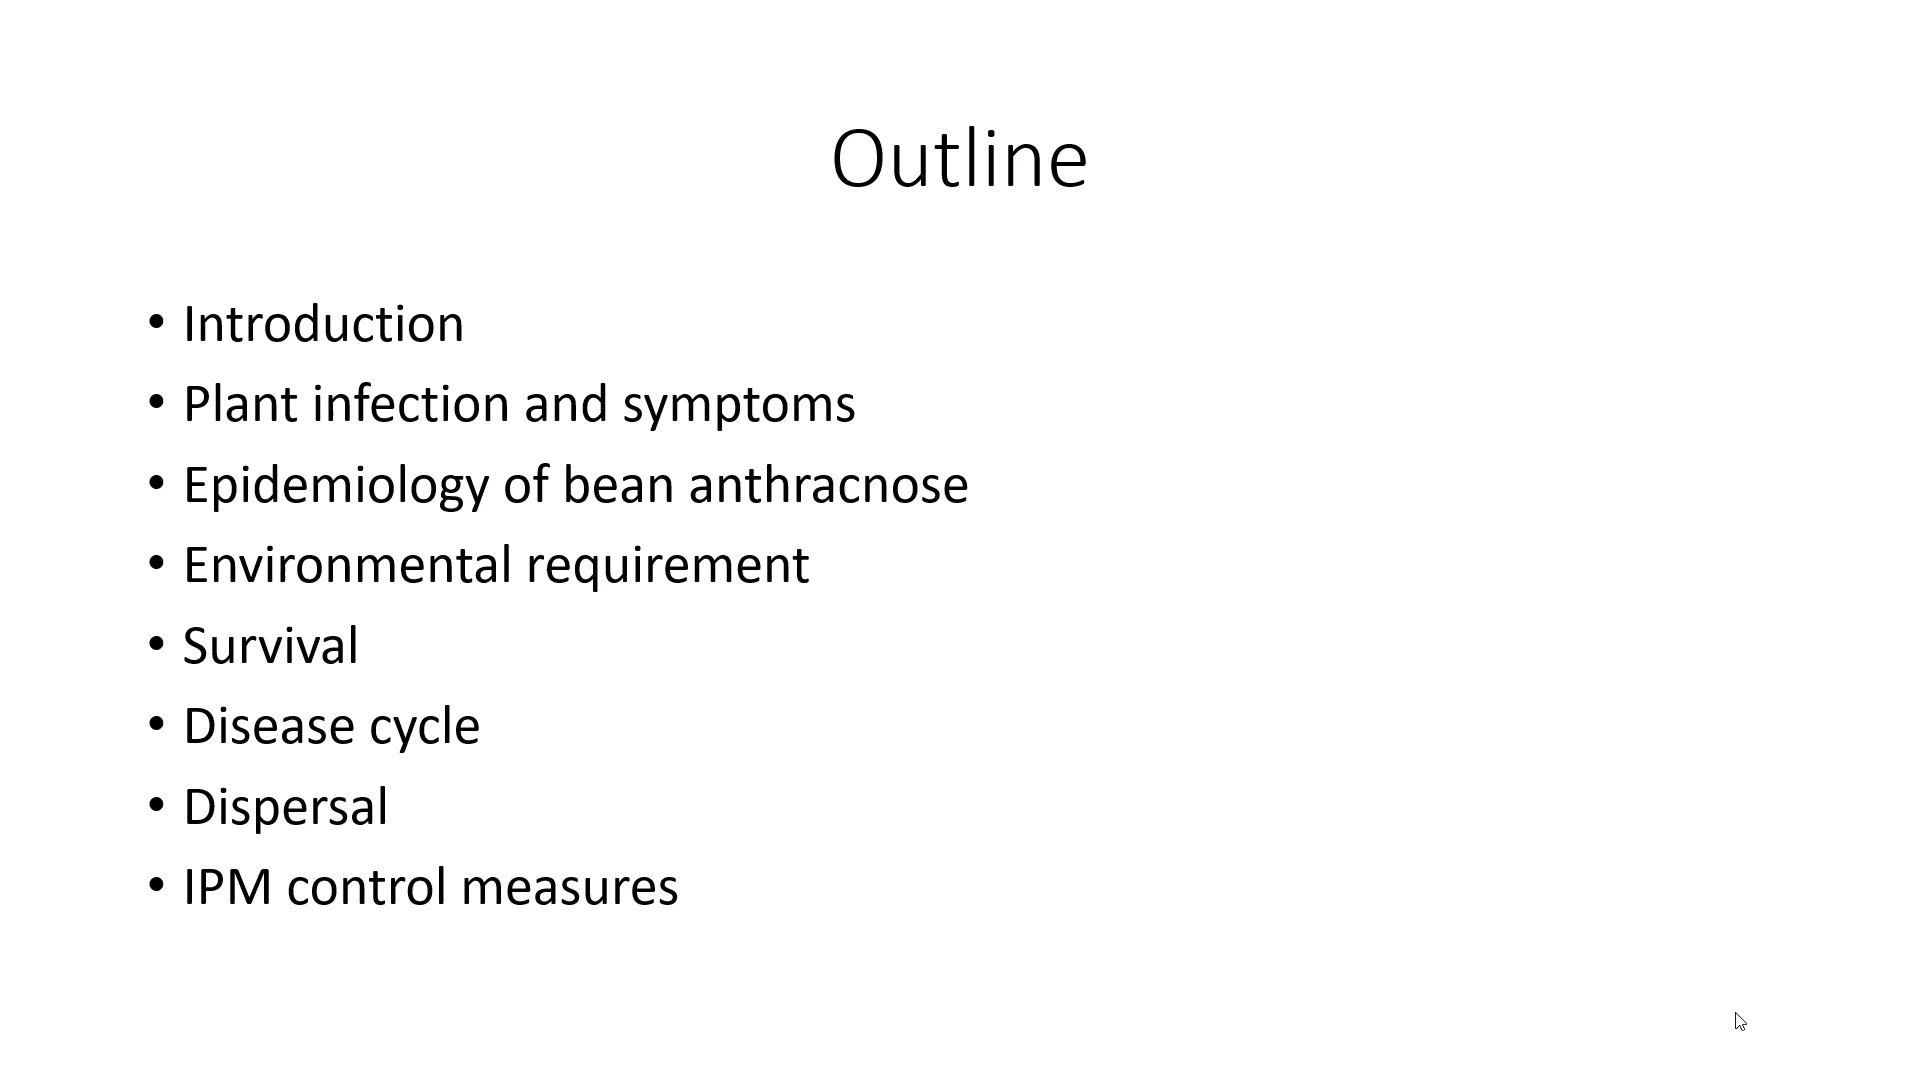 Outline
• Introduction
• Plant infection and symptoms
• Epidemiology of bean anthracnose
• Environmental requirement
• Survival
• Disease cycle
• Dispersal
• IPM control measures